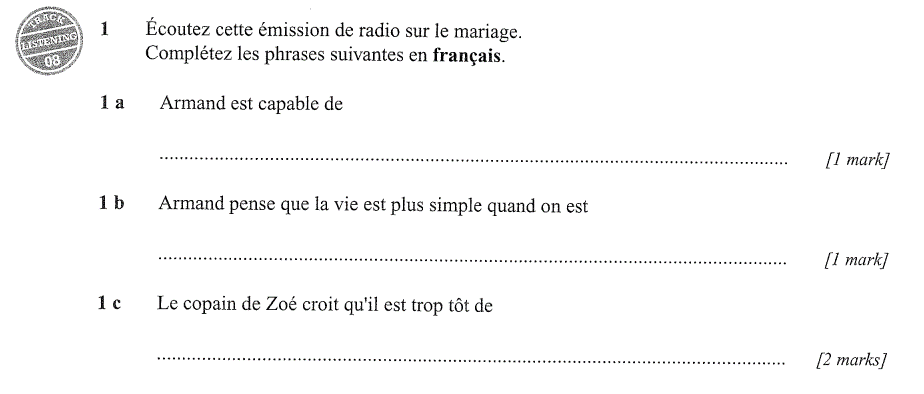 TRACK
LISTENING
08
1 Écoutez cette émission de radio sur le mariage.
Complétez les phrases suivantes en français.
1 a Armand est capable de
[1 mark]
1 b Armand pense que la vie est plus simple quand on est
[1 mark]
1 c Le copain de Zoé croit qu'il est trop tôt de
[2 marks]